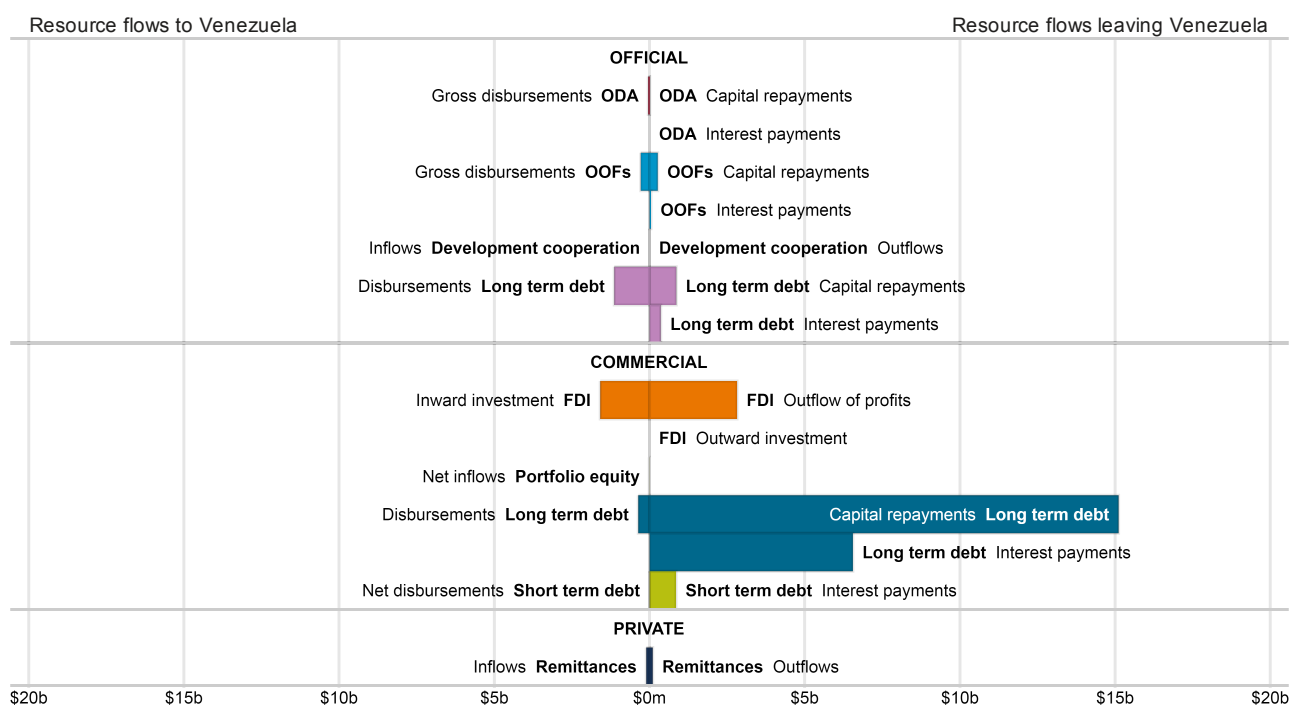 Resource flows to Venezuela Resource flows leaving Venezuela
OFFICIAL
Gross disbursements ODA ODA Capital repayments
ODA Interest payments
Gross disbursements OOFs OOFs Capital repayments
OOFs Interest payments
Inflows Development cooperation Development cooperation Outflows
Disbursements Long term debt Long term debt Capital repayments
Long term debt Interest payments
COMMERCIAL
Inward investment FDI FDI Outflow of profits
FDI Outward investment
Net inflows Portfolio equity
Disbursements Long term debt Capital repayments Long term debt
Long term debt Interest payments
Net disbursements Short term debt Short term debt Interest payments
PRIVATE
Inflows Remittances Remittances Outflows
$20b $15b $10b $5b $0m $5b $10b $15b $20b